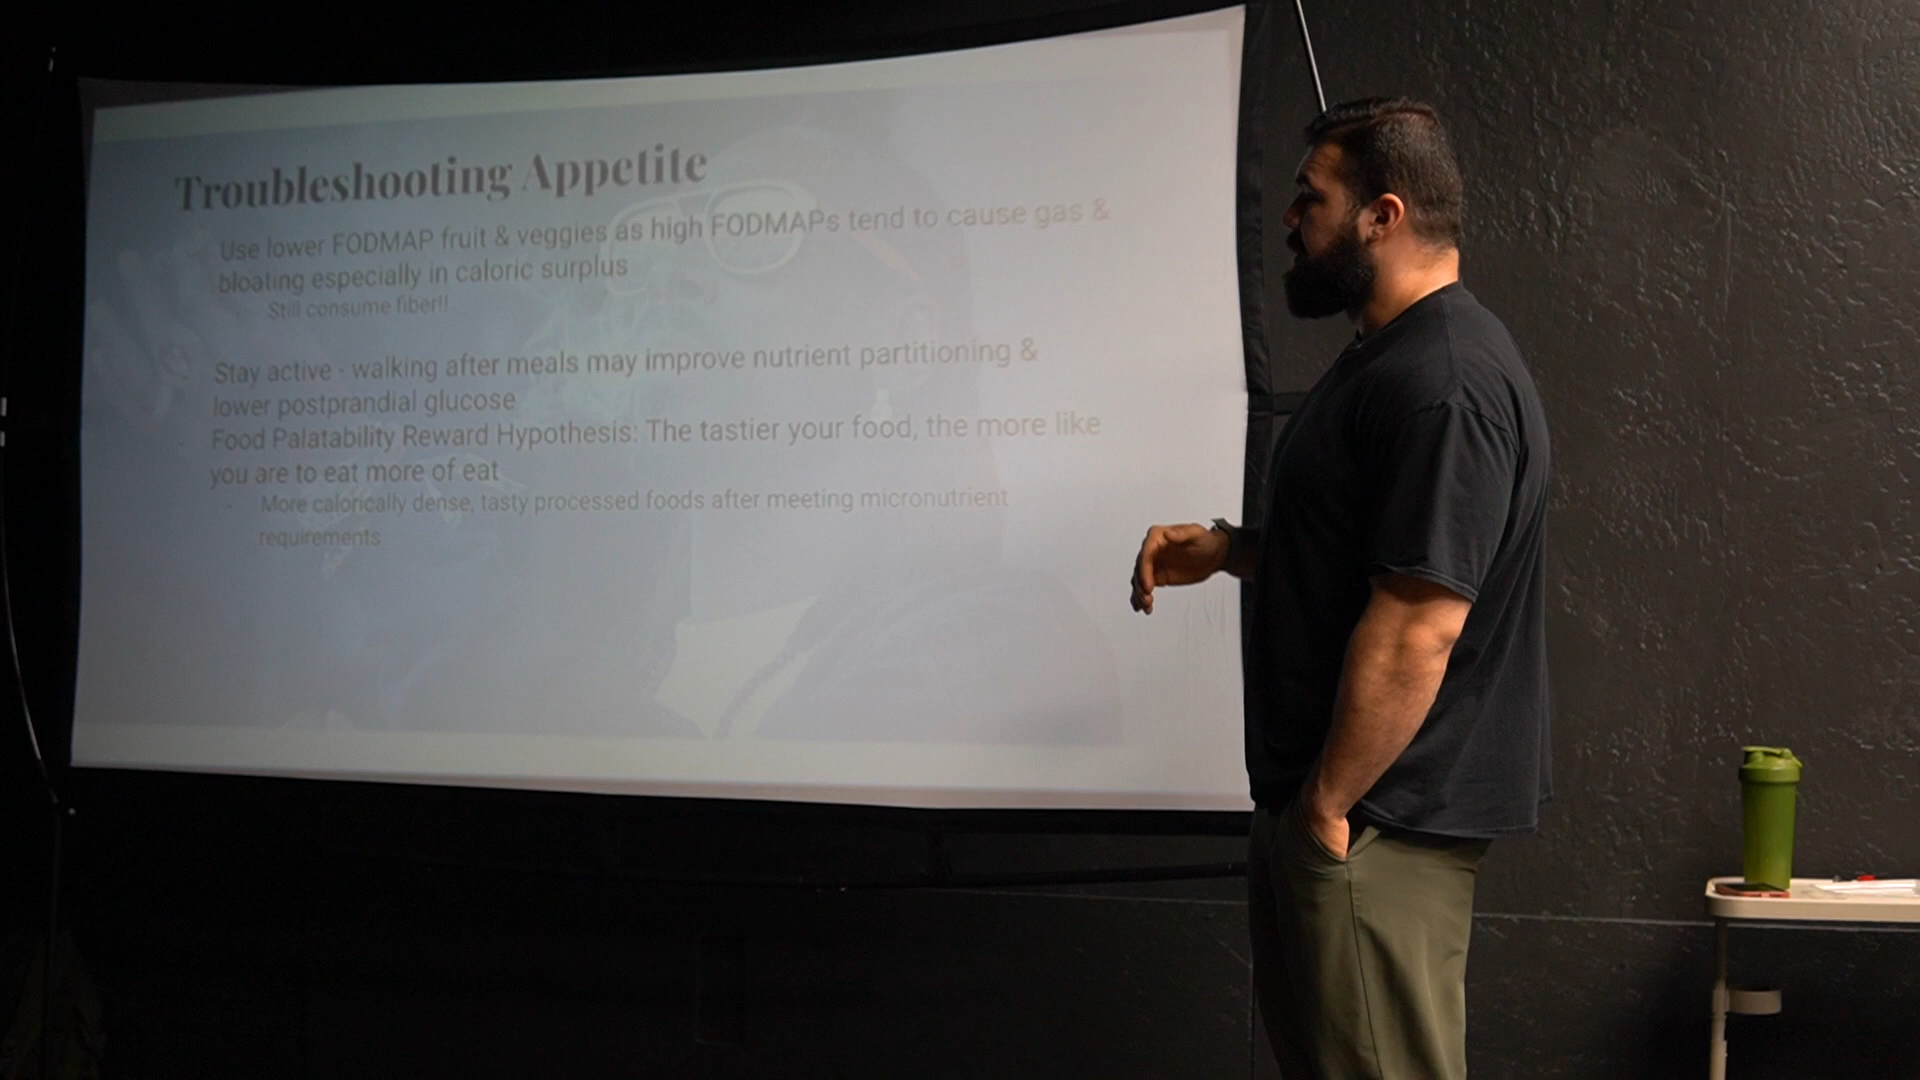 Troubleshooting Appetite
Use lower FODMAP fruit & veggies as high FODMAPs tend to cause gas &
bloating especially in caloric surplus
Still consume fiber!!
Stay active - walking after meals may improve nutrient partitioning &
lower postprandial glucose
Food Palatability Reward Hypothesis: The tastier your food, the more like
you are to eat more of eat
- More calorically dense, tasty processed foods after meeting micronutrient
requirements